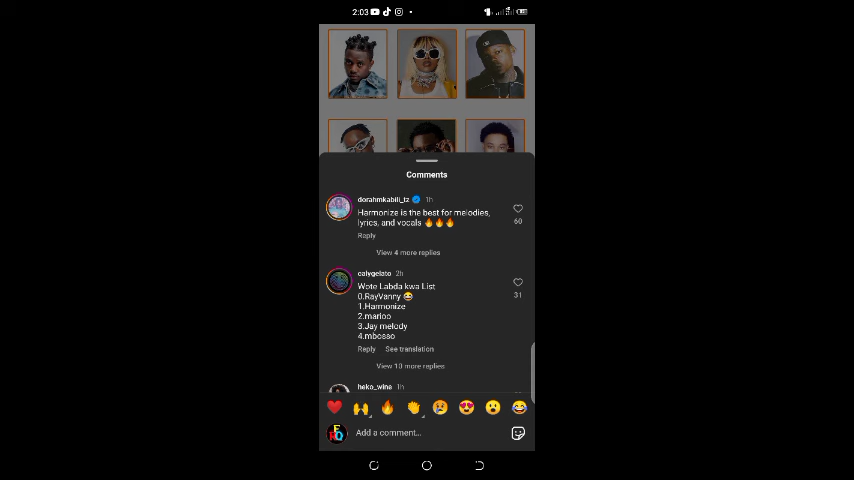 2:03
Comments
dorahmkabili_tz 1h
Harmonize is the best for melodies,
lyrics, and vocals 🔥🔥🔥
60
Reply
View 4 more replies
calygelato 2h
Wote Labda kwa List
0.RayVanny 😂
1.Harmonize
2.marioo
3.Jay melody
4.mbosso
31
Reply See translation
View 10 more replies
heko_wine 1h
Add a comment...